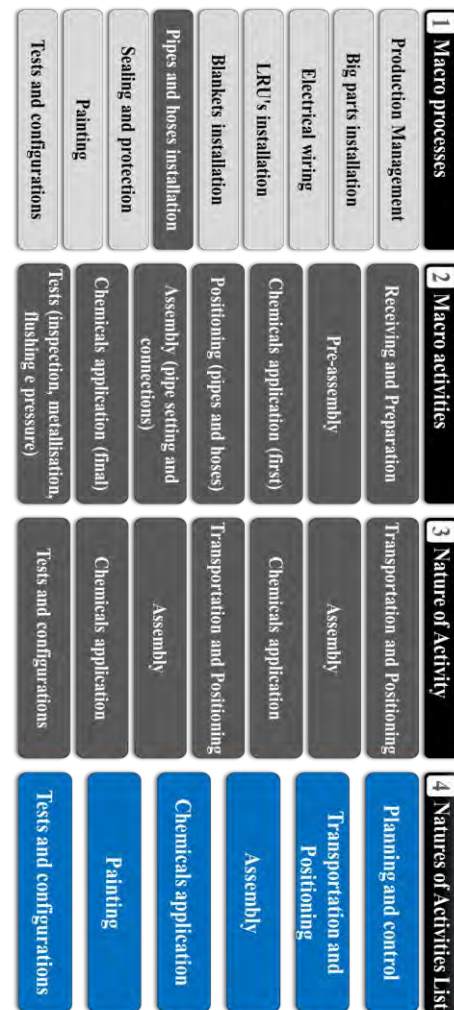 1 Macro processes
Production Management
Big parts installation
Electrical wiring
LRU's installation
Blankets installation
Pipes and hoses installation
Sealing and protection
Painting
Tests and configurations
2 Macro activities
Receiving and Preparation
Pre-assembly
Chemicals application (first)
Positioning (pipes and hoses)
Assembly (pipe setting and
connections)
Chemicals application (final)
Tests (inspection, metallisation,
flushing e pressure)
3 Nature of Activity
Transportation and Positioning
Assembly
Chemicals application
Transportation and Positioning
Assembly
Chemicals application
Tests and configurations
4 Natures of Activities List
Planning and control
Transportation and
Positioning
Assembly
Chemicals application
Painting
Tests and configurations